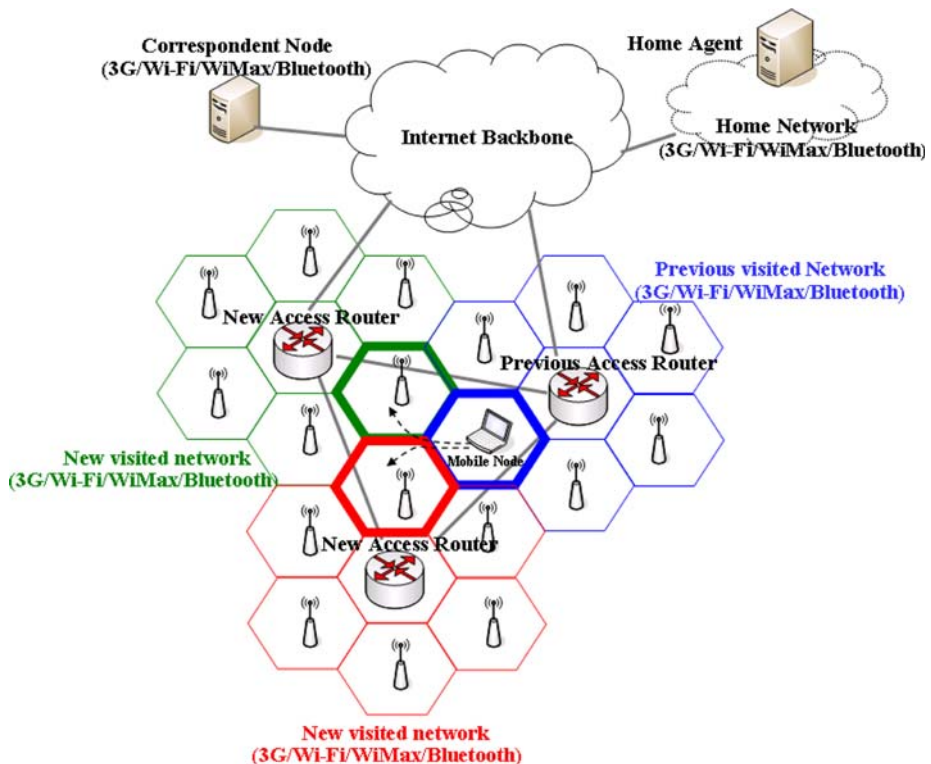 Correspondent Node
(3G/Wi-Fi/WiMax/Bluetooth)
Home Agent
Internet Backbone
Home Network
(3G/Wi-Fi/WiMax/Bluetooth)
Previous visited Network
(3G/Wi-Fi/WiMax/Bluetooth)
New Access Router
Previous Access Router
Mobile Node
New visited network
(3G/Wi-Fi/WiMax/Bluetooth)
New Access Router
New visited network
(3G/Wi-Fi/WiMax/Bluetooth)